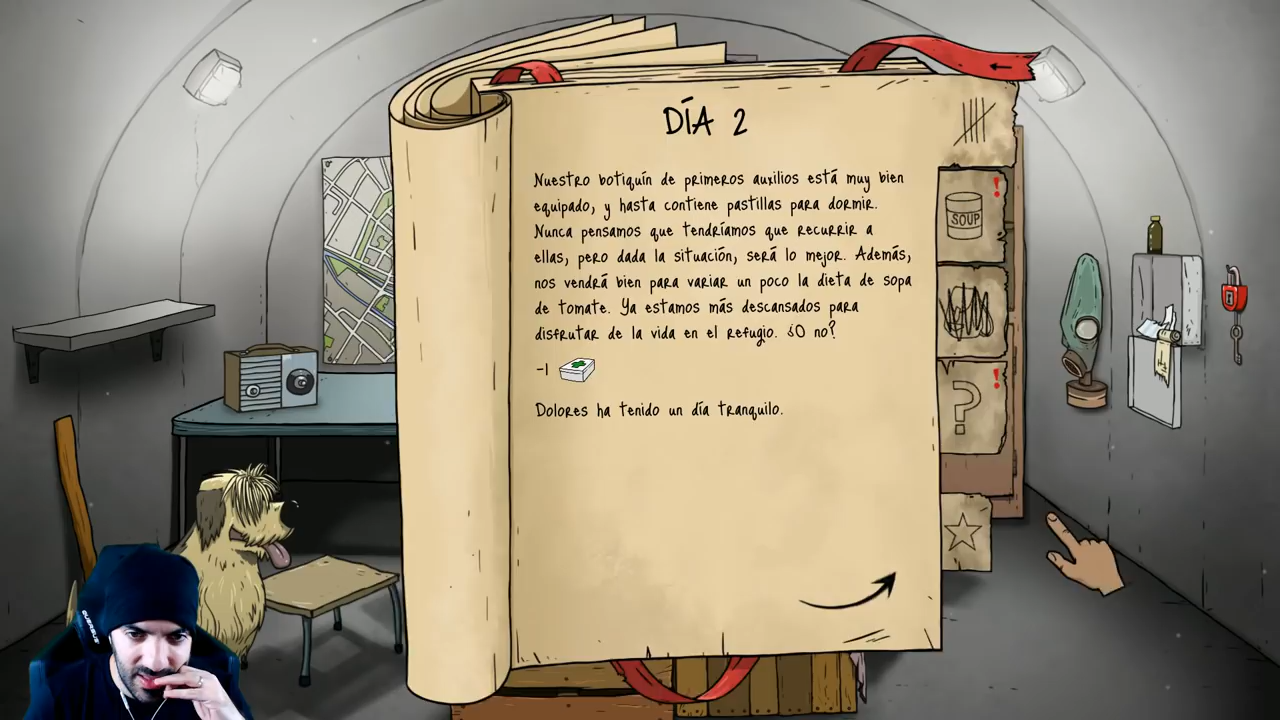 DÍA 2
Nuestro botiquín de primeros auxilios está muy bien
equipado, y hasta contiene pastillas para dormir.
Nunca pensamos que tendríamos que recurrir a
ellas, pero dada la situación, será lo mejor. Además,
nos vendrá bien para variar un poco la dieta de sopa
de tomate. Ya estamos más descansados para
disfrutar de la vida en el refugio. ¿O no?
-1
Dolores ha tenido un día tranquilo.
SOUP
!
?
!